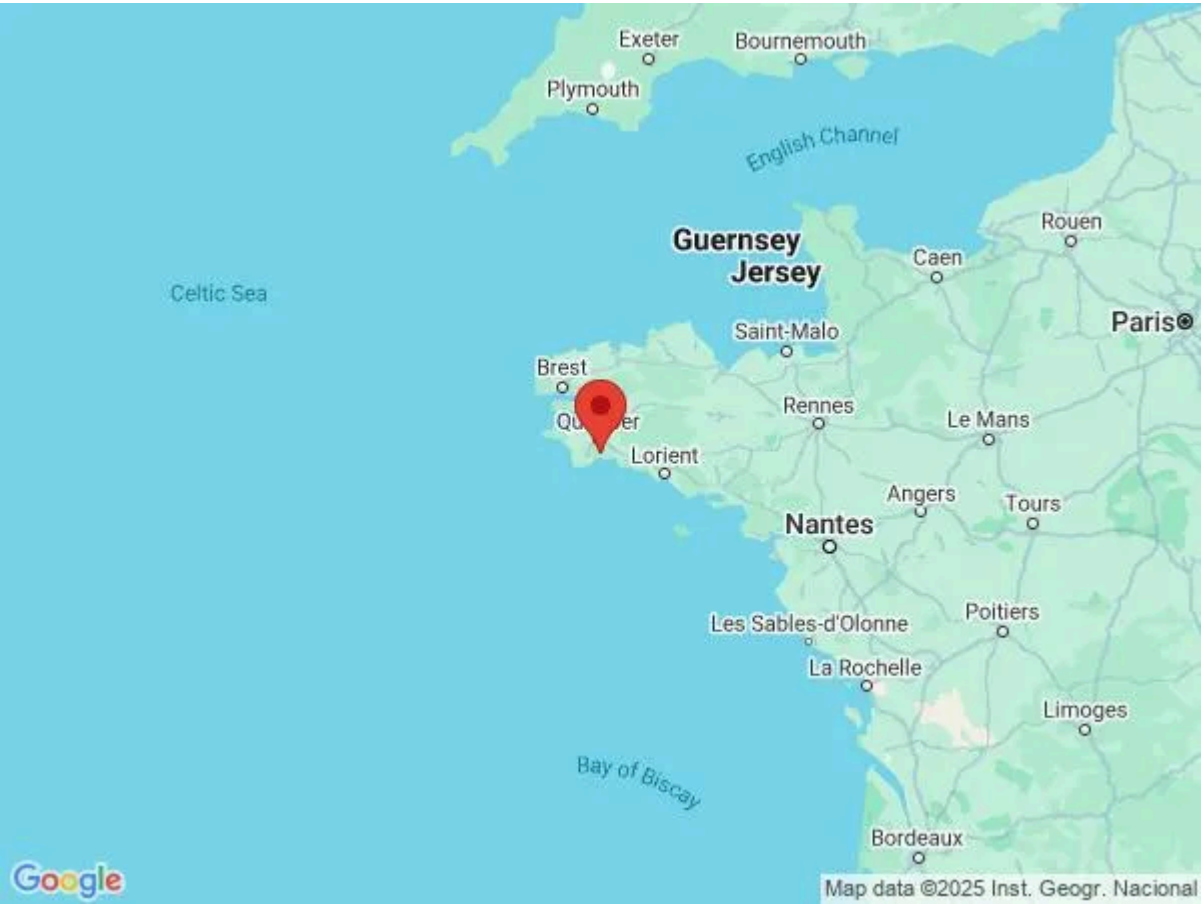 Exeter
Bournemouth
Plymouth
English Channel
Rouen
Guernsey
Jersey
Caen
Celtic Sea
Paris
Saint-Malo
Brest
Rennes
Le Mans
Lorient
Angers
Tours
Nantes
Poitiers
Les Sables-d'Olonne
La Rochelle
Limoges
Bay of Biscay
Bordeaux
Google
Map data ©2025 Inst. Geogr. Nacional